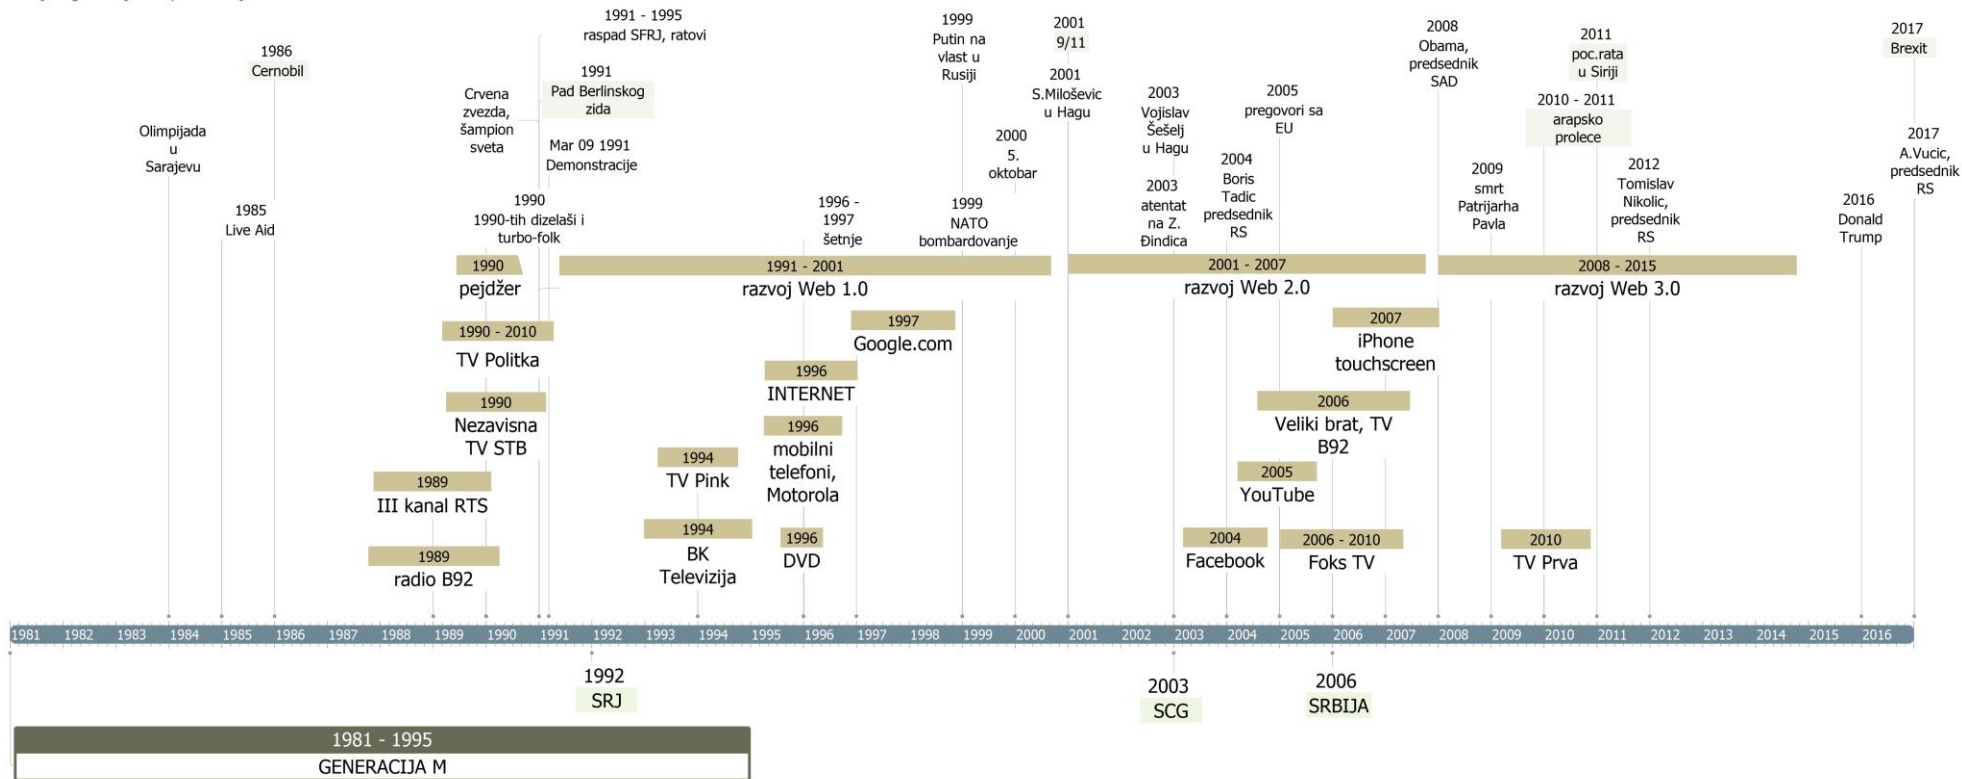 1991 - 1995
raspad SFRJ, ratovi
1986
Cernobil
1991
Pad Berlinskog
zida
Crvena
zvezda,
šampion
sveta
Mar 09 1991
Demonstracije
Olimpijada
u
Sarajevu
1985
Live Aid
1990
1990-tih dizelaši i
turbo-folk
1996 -
1997
šetnje
1999
Putin na
vlast u
Rusiji
1999
NATO
bombardovanje
2000
5.
oktobar
2001
9/11
2001
S.Miloševic
u Hagu
2003
Vojislav
Šešelj
u Hagu
2003
atentat
na Z.
Đindica
2004
Boris
Tadic
predsednik
RS
2005
pregovori sa
EU
2008
Obama,
predsednik
SAD
2009
smrt
Patrijarha
Pavla
2011
poc.rata
u Siriji
2010 - 2011
arapsko
prolece
2012
Tomislav
Nikolic,
predsednik
RS
2016
Donald
Trump
2017
Brexit
2017
A.Vucic,
predsednik
RS
1990
pejdžer
1991 - 2001
razvoj Web 1.0
2001 - 2007
razvoj Web 2.0
2008 - 2015
razvoj Web 3.0
1990 - 2010
TV Politka
1997
Google.com
2007
iPhone
touchscreen
1996
INTERNET
1990
Nezavisna
TV STB
1996
mobilni
telefoni,
Motorola
2006
Veliki brat, TV
B92
1994
TV Pink
2005
YouTube
1989
III kanal RTS
1994
BK
Televizija
1996
DVD
2004
Facebook
2006 - 2010
Foks TV
2010
TV Prva
1989
radio B92
1981 1982 1983 1984 1985 1986 1987 1988 1989 1990 1991 1992 1993 1994 1995 1996 1997 1998 1999 2000 2001 2002 2003 2004 2005 2006 2007 2008 2009 2010 2011 2012 2013 2014 2015 2016
1992
SRJ
2003
SCG
2006
SRBIJA
1981 - 1995
GENERACIJA M